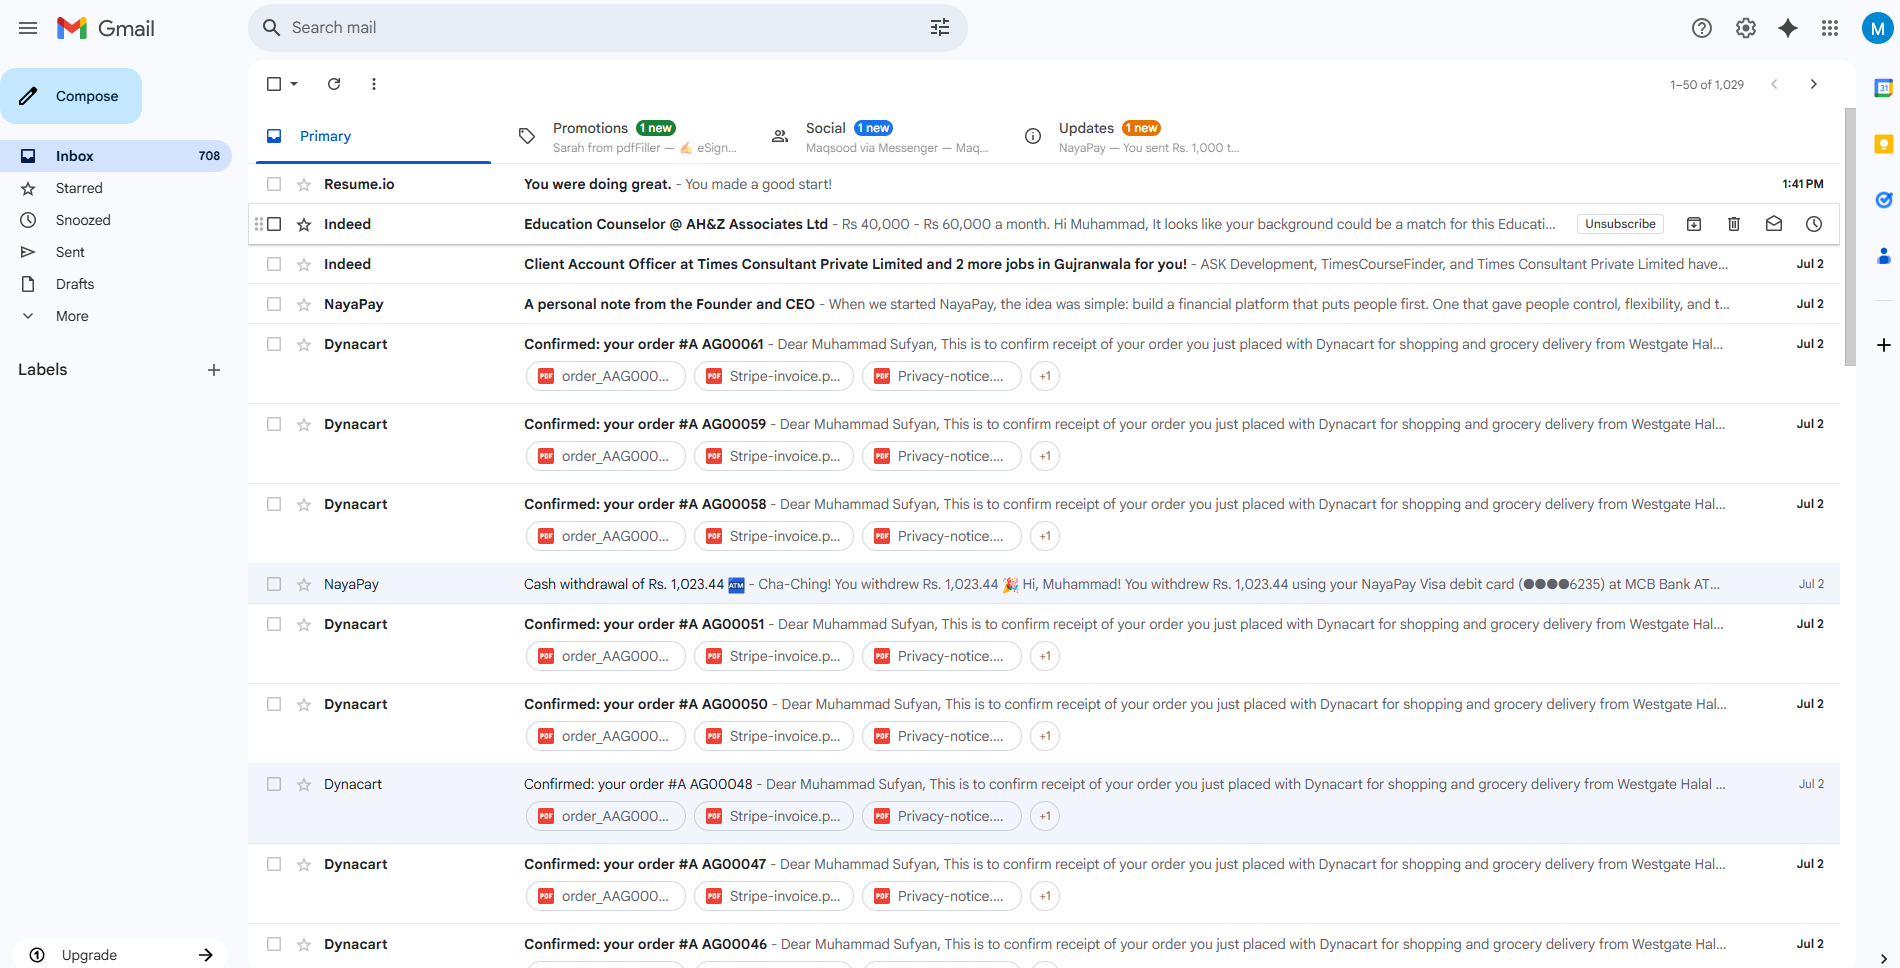 Gmail
Search mail
M
Compose
1–50 of 1,029
Primary
Promotions 1 new
Sarah from pdfFiller — ✍🏻 eSign...
Social 1 new
Maqsood via Messenger — Maq...
Updates 1 new
NayaPay — You sent Rs. 1,000 t...
Inbox 708
Starred
Snoozed
Sent
Drafts
More
Labels
Upgrade
Resume.io You were doing great. - You made a good start! 1:41 PM
Indeed Education Counselor @ AH&Z Associates Ltd - Rs 40,000 - Rs 60,000 a month. Hi Muhammad, It looks like your background could be a match for this Educati... Unsubscribe
Indeed Client Account Officer at Times Consultant Private Limited and 2 more jobs in Gujranwala for you! - ASK Development, TimesCourseFinder, and Times Consultant Private Limited have... Jul 2
NayaPay A personal note from the Founder and CEO - When we started NayaPay, the idea was simple: build a financial platform that puts people first. One that gave people control, flexibility, and t... Jul 2
Dynacart Confirmed: your order #A AG00061 - Dear Muhammad Sufyan, This is to confirm receipt of your order you just placed with Dynacart for shopping and grocery delivery from Westgate Hal... Jul 2
PDF order_AAG000... PDF Stripe-invoice.p... PDF Privacy-notice.... +1
Dynacart Confirmed: your order #A AG00059 - Dear Muhammad Sufyan, This is to confirm receipt of your order you just placed with Dynacart for shopping and grocery delivery from Westgate Hal... Jul 2
PDF order_AAG000... PDF Stripe-invoice.p... PDF Privacy-notice.... +1
Dynacart Confirmed: your order #A AG00058 - Dear Muhammad Sufyan, This is to confirm receipt of your order you just placed with Dynacart for shopping and grocery delivery from Westgate Hal... Jul 2
PDF order_AAG000... PDF Stripe-invoice.p... PDF Privacy-notice.... +1
NayaPay Cash withdrawal of Rs. 1,023.44 🏧 - Cha-Ching! You withdrew Rs. 1,023.44 🎉 Hi, Muhammad! You withdrew Rs. 1,023.44 using your NayaPay Visa debit card (●●●●6235) at MCB Bank AT... Jul 2
Dynacart Confirmed: your order #A AG00051 - Dear Muhammad Sufyan, This is to confirm receipt of your order you just placed with Dynacart for shopping and grocery delivery from Westgate Hal... Jul 2
PDF order_AAG000... PDF Stripe-invoice.p... PDF Privacy-notice.... +1
Dynacart Confirmed: your order #A AG00050 - Dear Muhammad Sufyan, This is to confirm receipt of your order you just placed with Dynacart for shopping and grocery delivery from Westgate Hal... Jul 2
PDF order_AAG000... PDF Stripe-invoice.p... PDF Privacy-notice.... +1
Dynacart Confirmed: your order #A AG00048 - Dear Muhammad Sufyan, This is to confirm receipt of your order you just placed with Dynacart for shopping and grocery delivery from Westgate Halal ... Jul 2
PDF order_AAG000... PDF Stripe-invoice.p... PDF Privacy-notice.... +1
Dynacart Confirmed: your order #A AG00047 - Dear Muhammad Sufyan, This is to confirm receipt of your order you just placed with Dynacart for shopping and grocery delivery from Westgate Hal... Jul 2
PDF order_AAG000... PDF Stripe-invoice.p... PDF Privacy-notice.... +1
Dynacart Confirmed: your order #A AG00046 - Dear Muhammad Sufyan, This is to confirm receipt of your order you just placed with Dynacart for shopping and grocery delivery from Westgate Hal... Jul 2
31